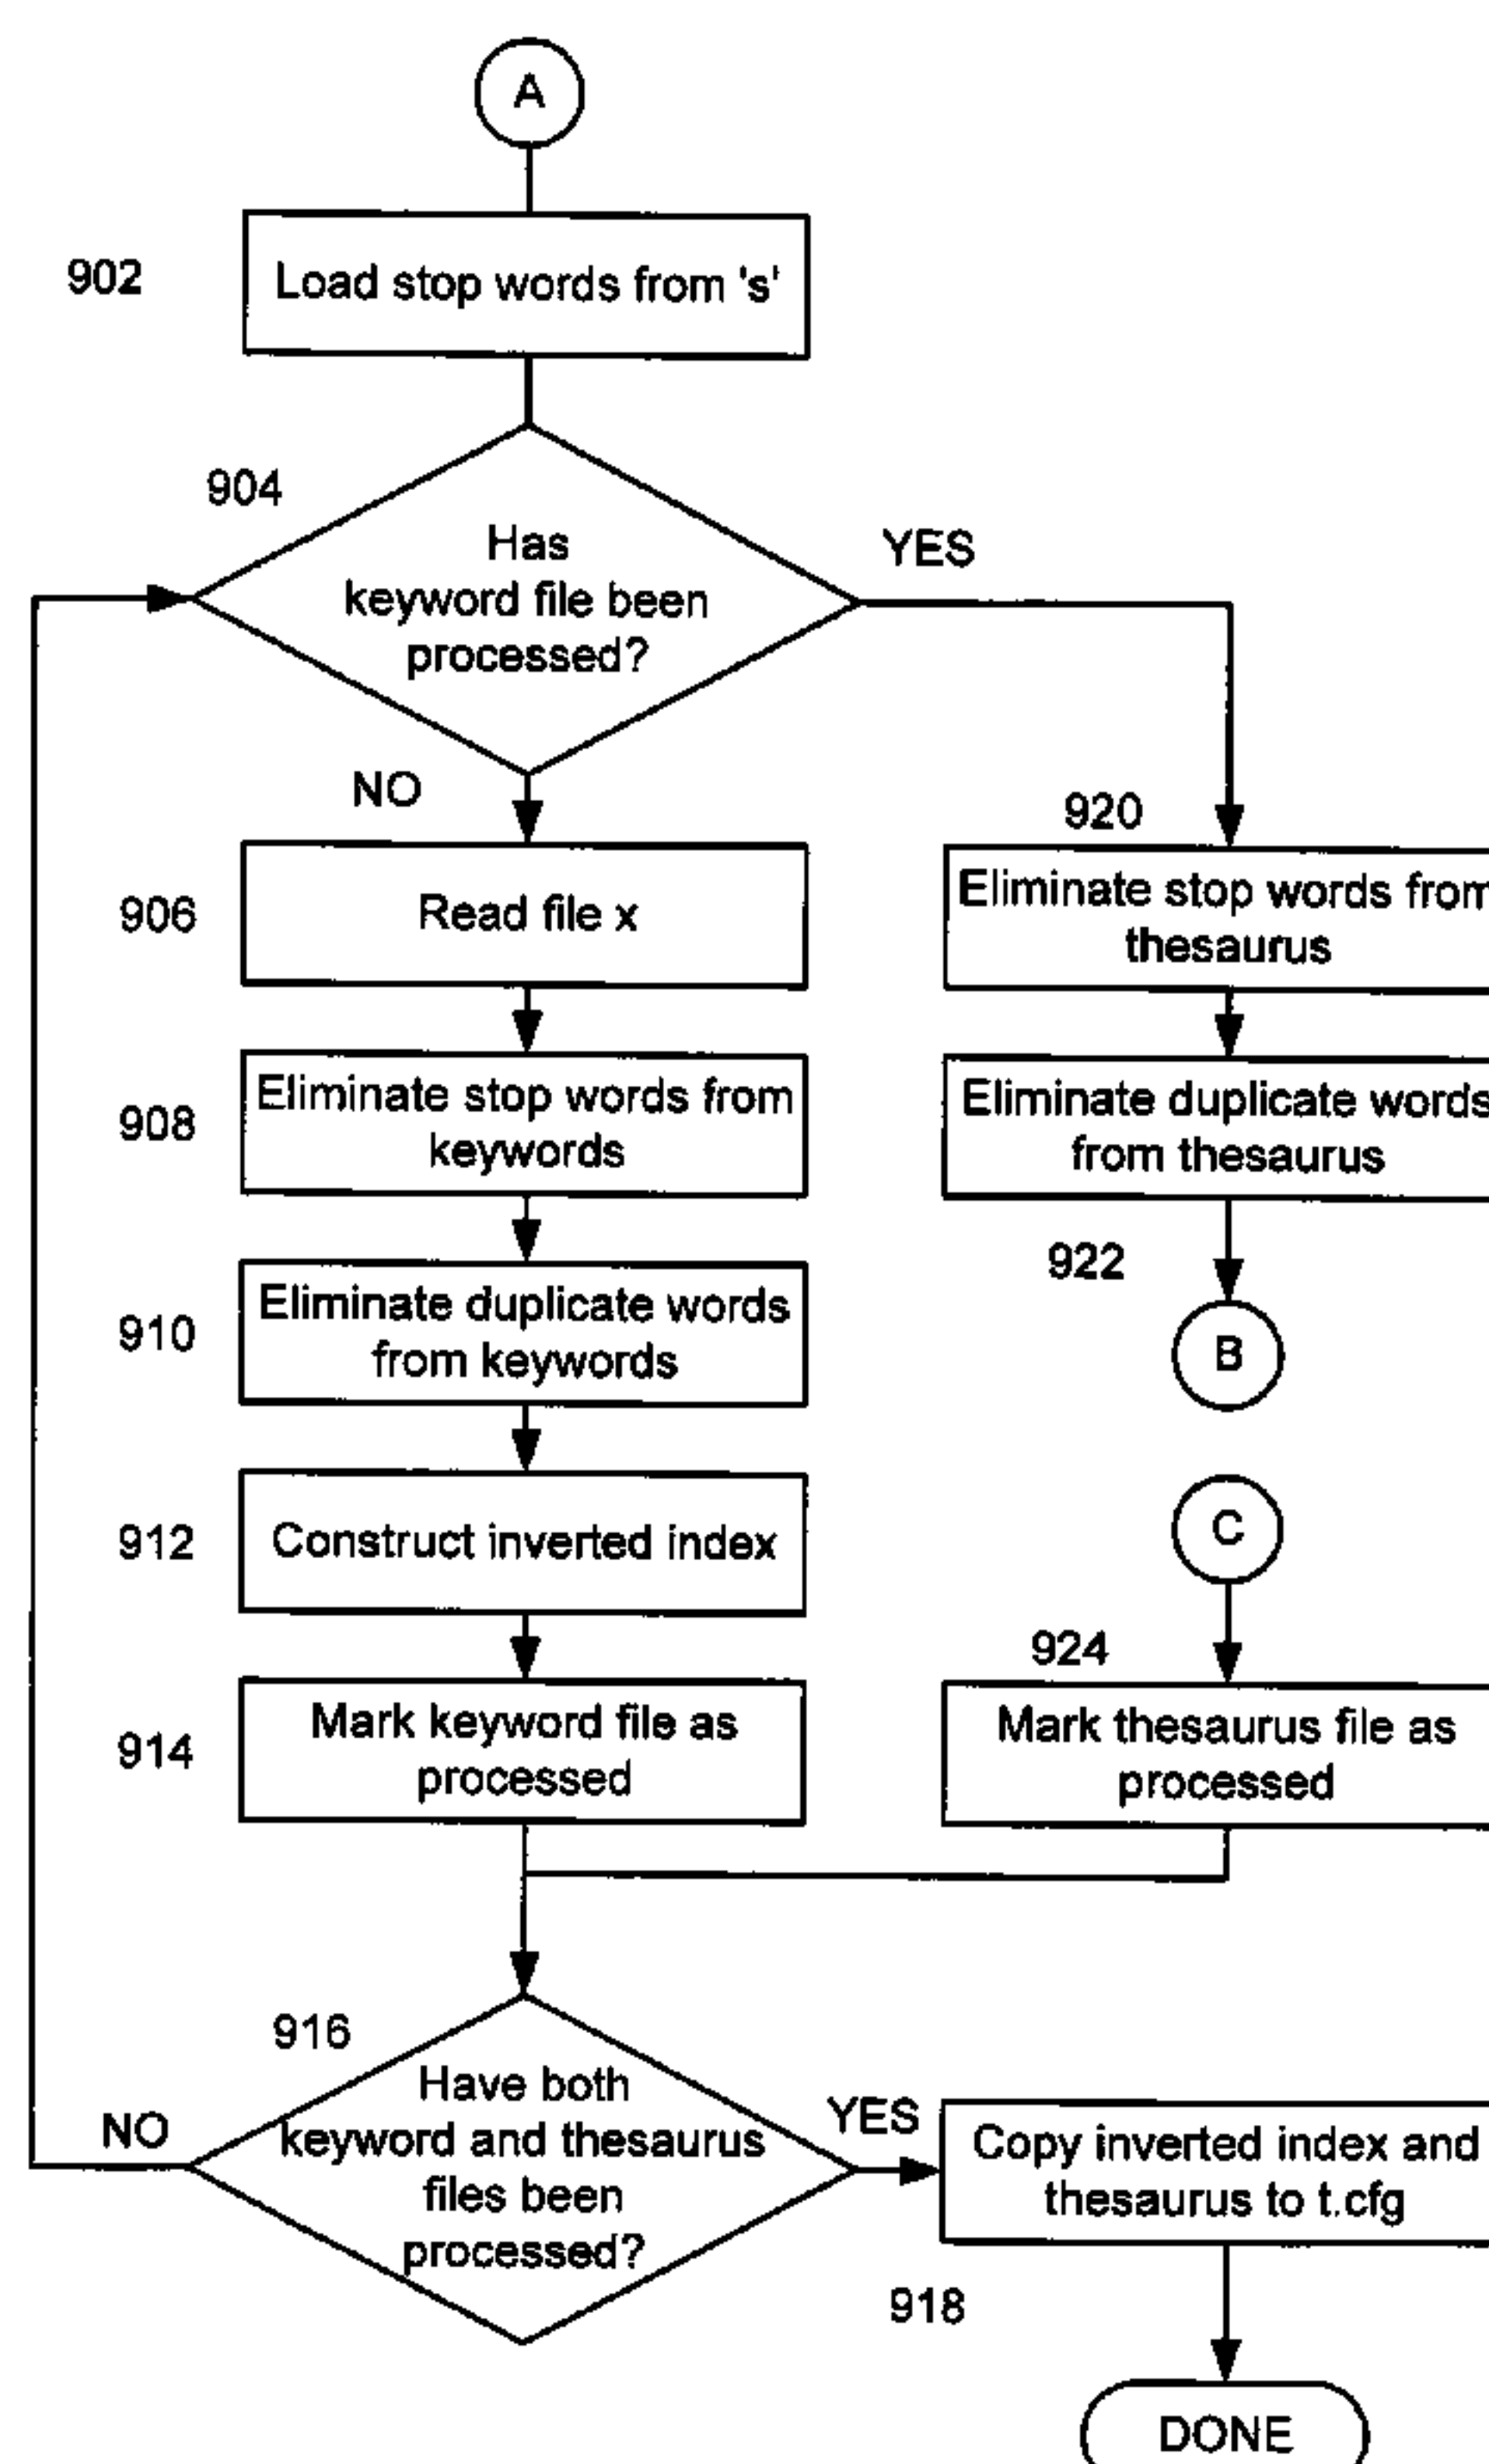 A
902
Load stop words from 's'
904
Has
keyword file been
processed?
YES
NO
906
Read file x
908
Eliminate stop words from
keywords
910
Eliminate duplicate words
from keywords
912
Construct inverted index
914
Mark keyword file as
processed
920
Eliminate stop words from
thesaurus
Eliminate duplicate words
from thesaurus
922
B
C
924
Mark thesaurus file as
processed
916
Have both
keyword and thesaurus
files been
processed?
NO
YES
Copy inverted index and
thesaurus to t.cfg
918
DONE